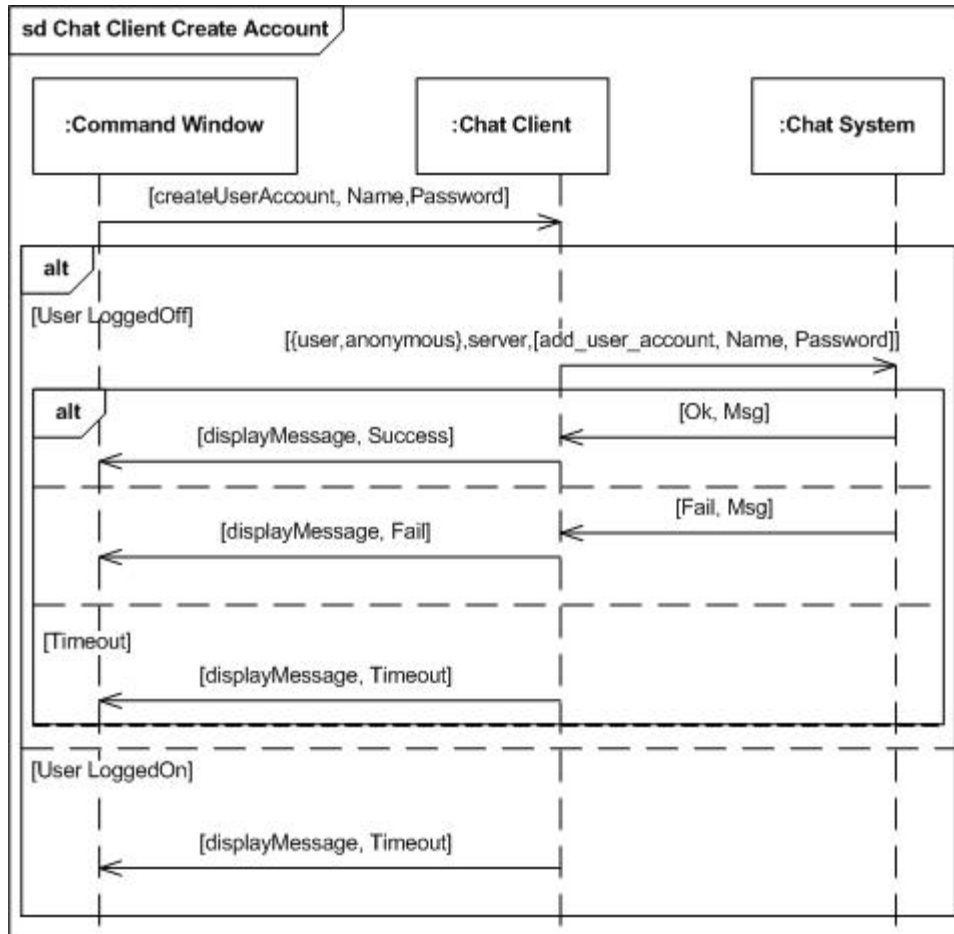 sd Chat Client Create Account
:Command Window
:Chat Client
:Chat System
[createUserAccount, Name,Password]
alt
[User LoggedOff]
[{user,anonymous},server,[add_user_account, Name, Password]]
alt
[Ok, Msg]
[displayMessage, Success]
[Fail, Msg]
[displayMessage, Fail]
[Timeout]
[displayMessage, Timeout]
[User LoggedOn]
[displayMessage, Timeout]